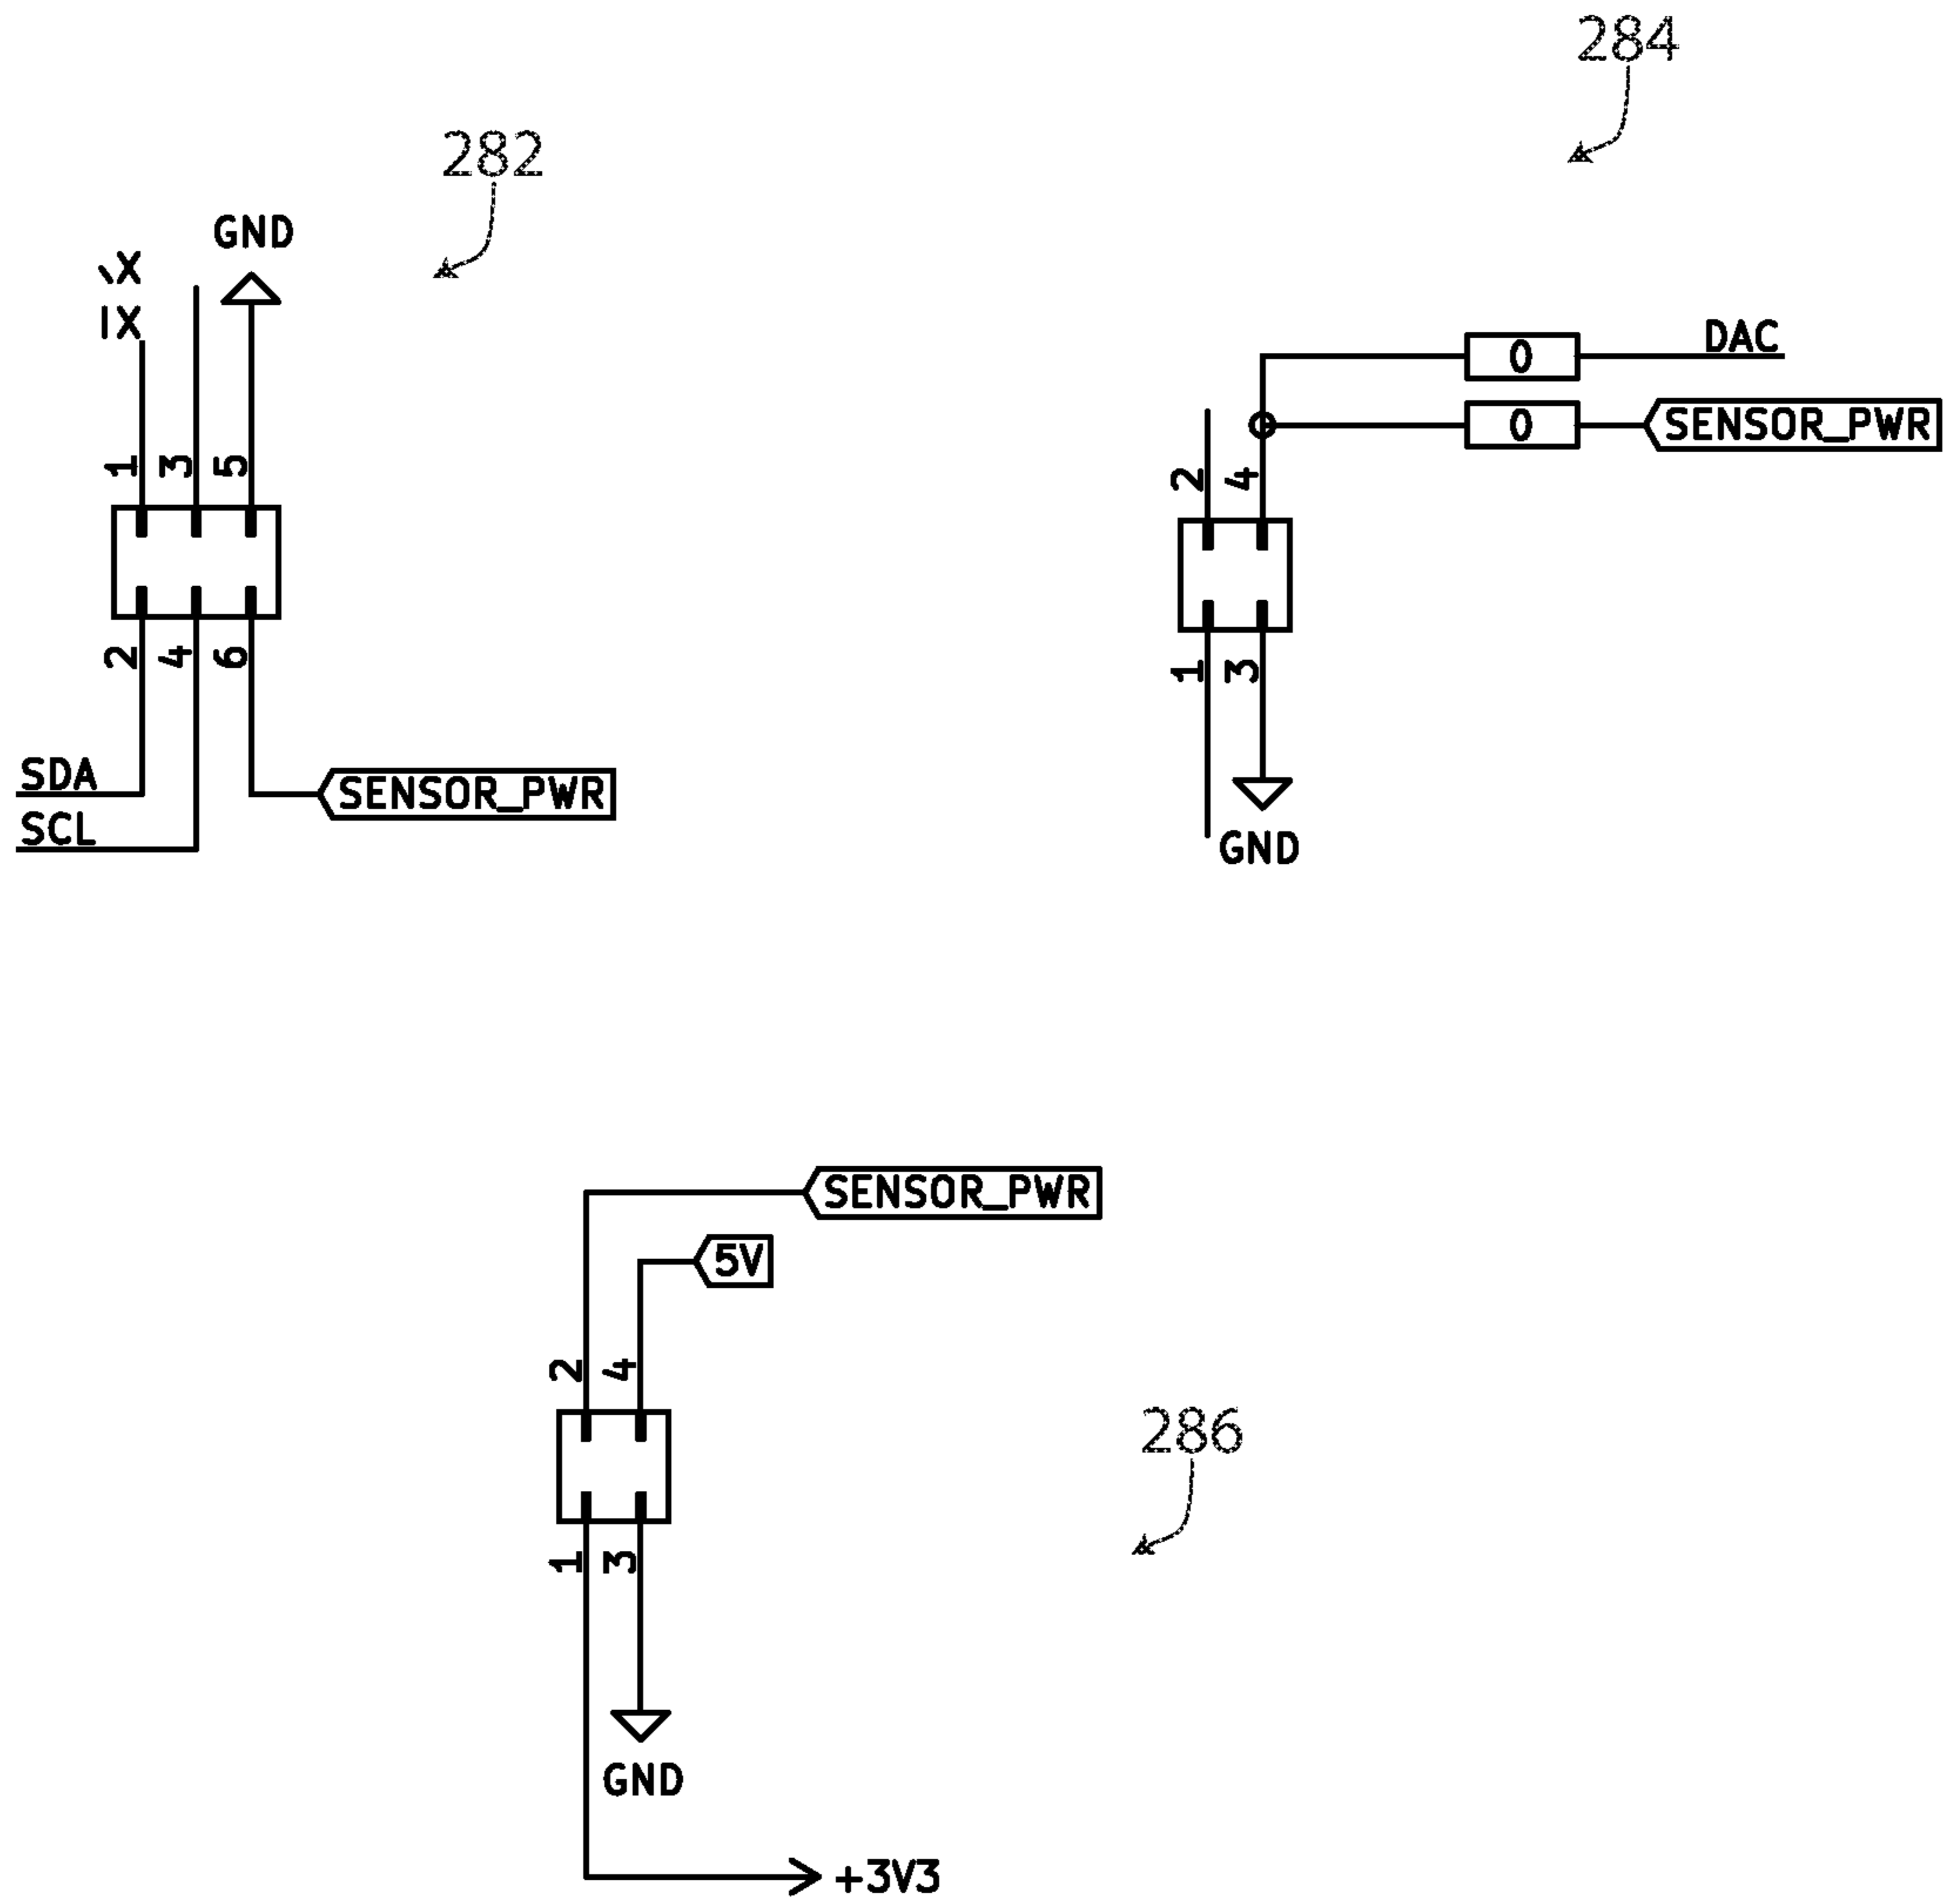 284
282
GND
DAC
0
SENSOR_PWR
0
1 3 5
2 4
2 4 6
1 3
SDA
SENSOR_PWR
SCL
GND
SENSOR_PWR
5V
2 4
286
1 3
GND
+3V3